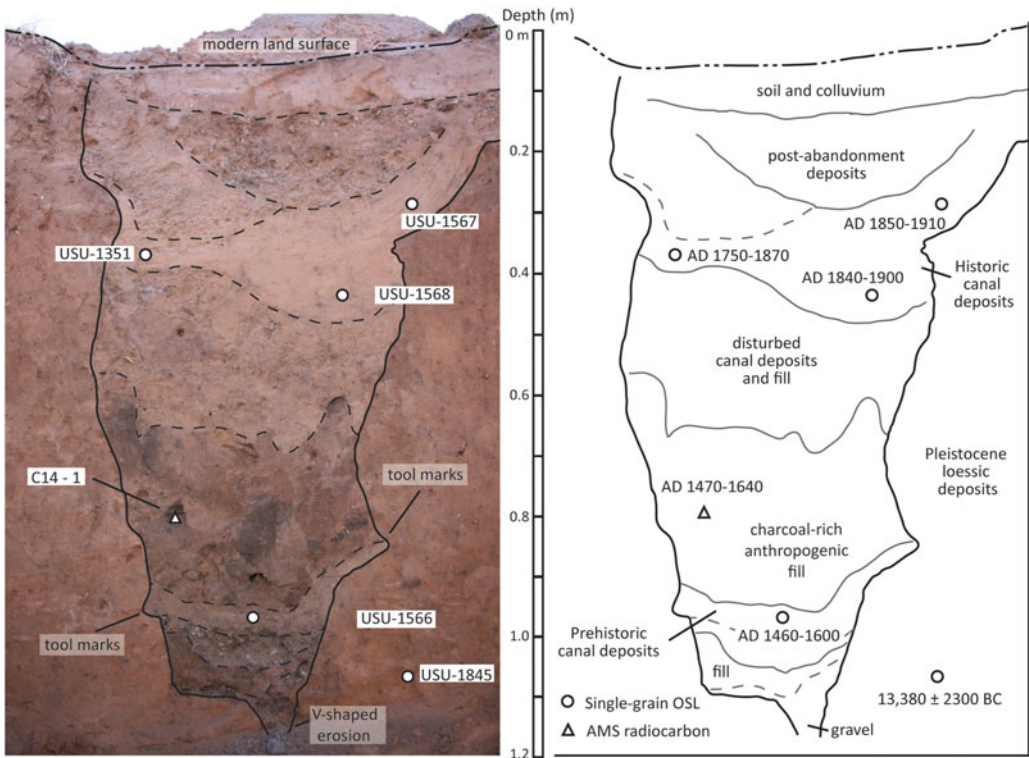 modern land surface
USU-1567
USU-1351
USU-1568
C14 - 1
tool marks
USU-1566
tool marks
USU-1845
V-shaped
erosion
Depth (m)
0 m
0.2
0.4
0.6
0.8
1.0
1.2
soil and colluvium
post-abandonment
deposits
AD 1850-1910
AD 1750-1870
AD 1840-1900
Historic
canal
deposits
disturbed
canal deposits
and fill
Pleistocene
loessic
deposits
AD 1470-1640
charcoal-rich
anthropogenic
fill
Prehistoric
canal deposits
AD 1460-1600
fill
13,380 ± 2300 BC
Single-grain OSL
AMS radiocarbon
gravel